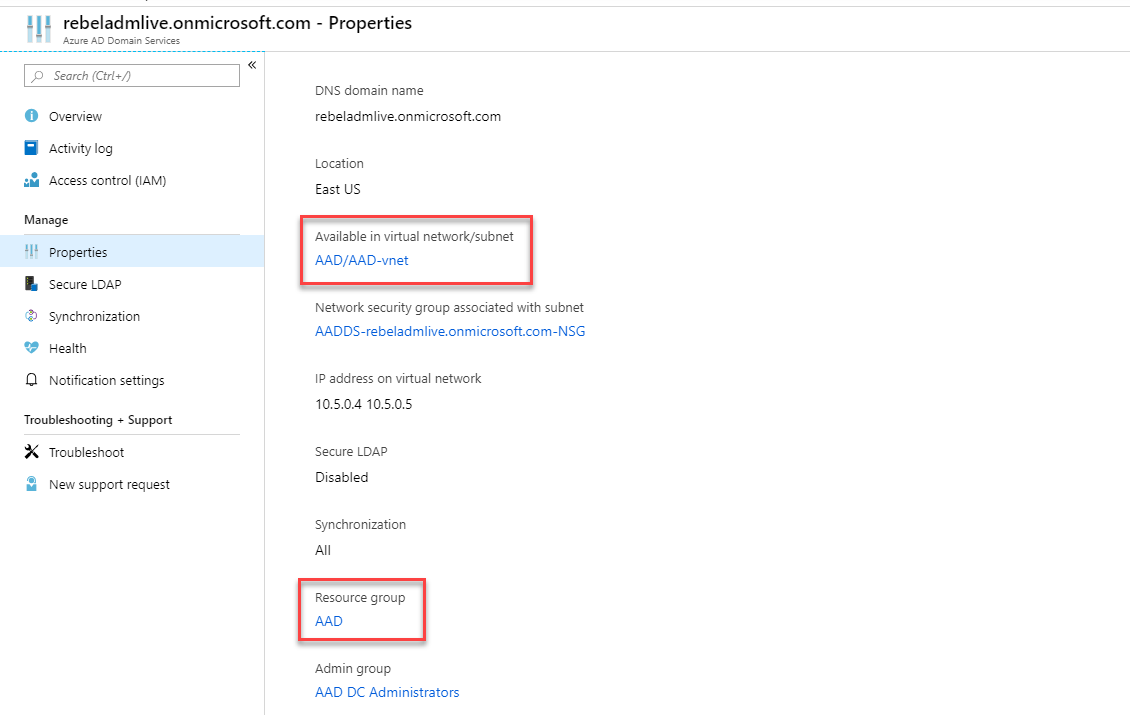 rebeladmlive.onmicrosoft.com - Properties
Azure AD Domain Services
Search (Ctrl+/)
«
Overview
Activity log
Access control (IAM)
Manage
Properties
Secure LDAP
Synchronization
Health
Notification settings
Troubleshooting + Support
Troubleshoot
New support request
DNS domain name
rebeladmlive.onmicrosoft.com
Location
East US
Available in virtual network/subnet
AAD/AAD-vnet
Network security group associated with subnet
AADDS-rebeladmlive.onmicrosoft.com-NSG
IP address on virtual network
10.5.0.4 10.5.0.5
Secure LDAP
Disabled
Synchronization
All
Resource group
AAD
Admin group
AAD DC Administrators